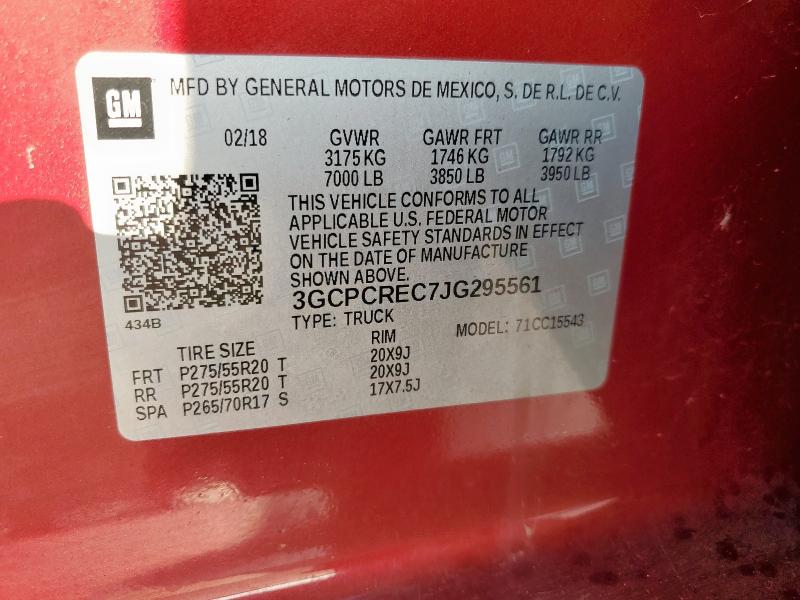 GM
MFD BY GENERAL MOTORS DE MEXICO, S. DE R.L. DE C.V.
02/18 GVWR GAWR FRT GAWR RR
3175 KG 1746 KG 1792 KG
7000 LB 3850 LB 3950 LB
THIS VEHICLE CONFORMS TO ALL
APPLICABLE U.S. FEDERAL MOTOR
VEHICLE SAFETY STANDARDS IN EFFECT
ON THE DATE OF MANUFACTURE
SHOWN ABOVE.
3GCPCREC7JG295561
434B
TYPE: TRUCK MODEL: 71CC15543
TIRE SIZE RIM
FRT P275/55R20 T 20X9J
RR P275/55R20 T 20X9J
SPA P265/70R17 S 17X7.5J